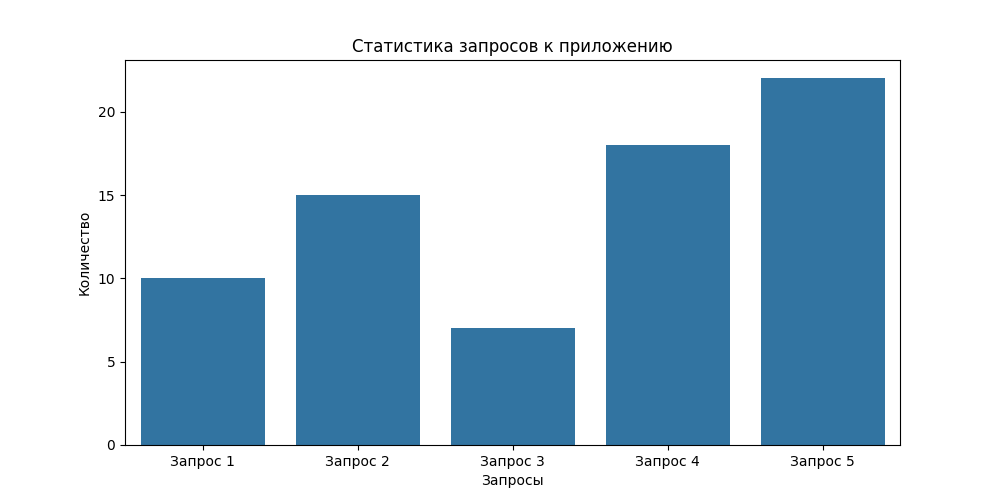 Статистика запросов к приложению
Количество
20
15
10
5
0
Запрос 1
Запрос 2
Запрос 3
Запрос 4
Запрос 5
Запросы